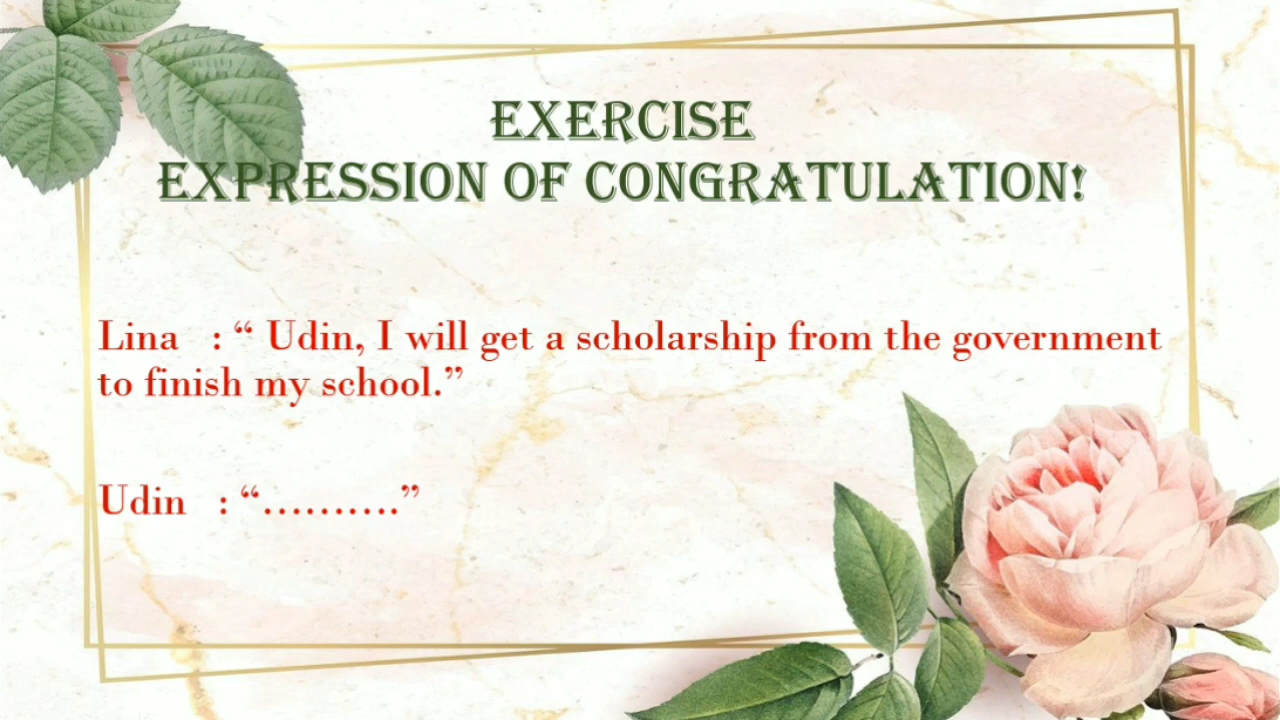 EXERCISE
EXPRESSION OF CONGRATULATION!
Lina : “ Udin, I will get a scholarship from the government
to finish my school.”
Udin : “……….”